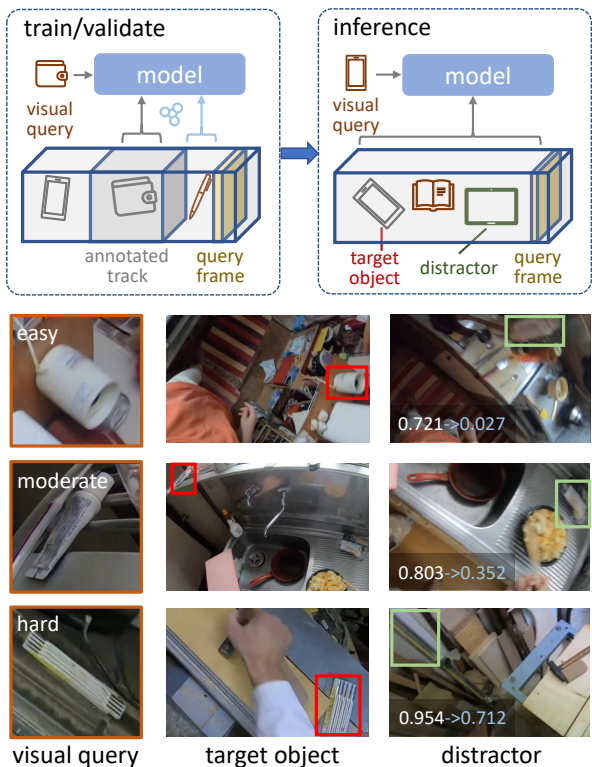 train/validate
model
visual
query
annotated
track
query
frame
inference
model
visual
query
target
object
distractor
query
frame
easy
0.721->0.027
moderate
0.803->0.352
hard
0.954->0.712
visual query
target object
distractor